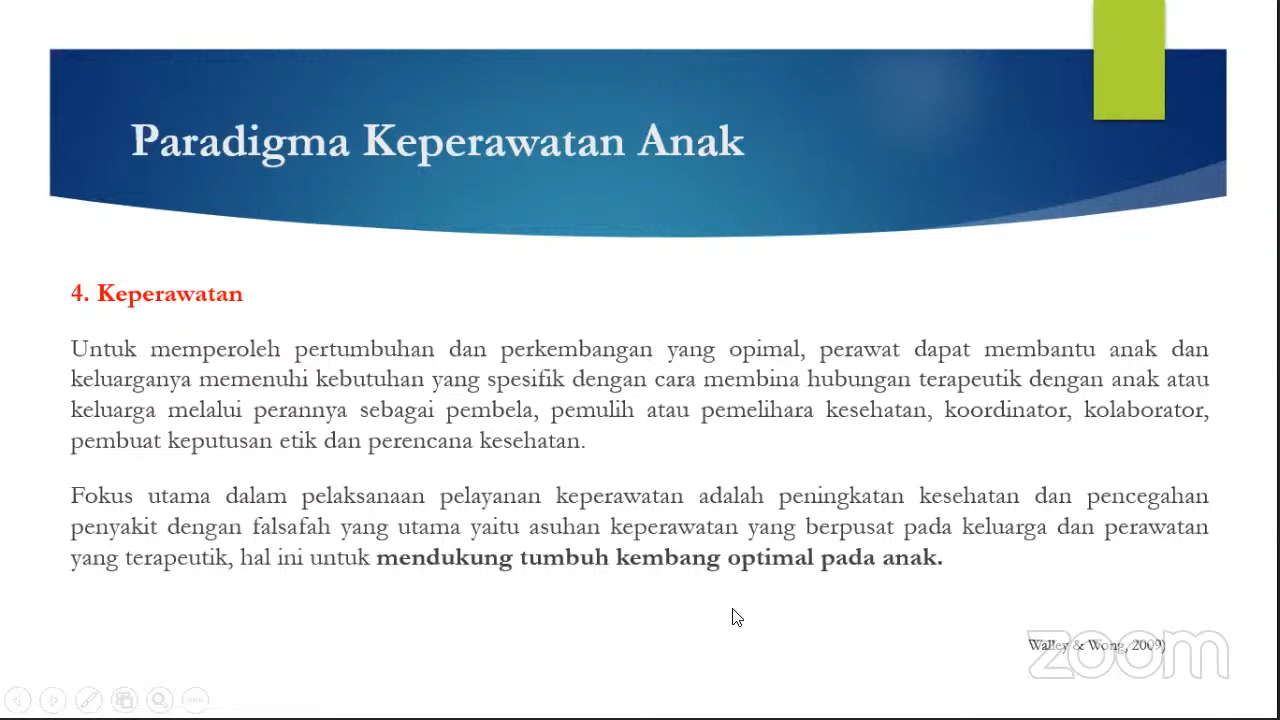 Paradigma Keperawatan Anak
4. Keperawatan
Untuk memperoleh pertumbuhan dan perkembangan yang opimal, perawat dapat membantu anak dan
keluarganya memenuhi kebutuhan yang spesifik dengan cara membina hubungan terapeutik dengan anak atau
keluarga melalui perannya sebagai pembela, pemulih atau pemelihara kesehatan, koordinator, kolaborator,
pembuat keputusan etik dan perencana kesehatan.
Fokus utama dalam pelaksanaan pelayanan keperawatan adalah peningkatan kesehatan dan pencegahan
penyakit dengan falsafah yang utama yaitu asuhan keperawatan yang berpusat pada keluarga dan perawatan
yang terapeutik, hal ini untuk mendukung tumbuh kembang optimal pada anak.
Walley & Wong, 2009)
zoom